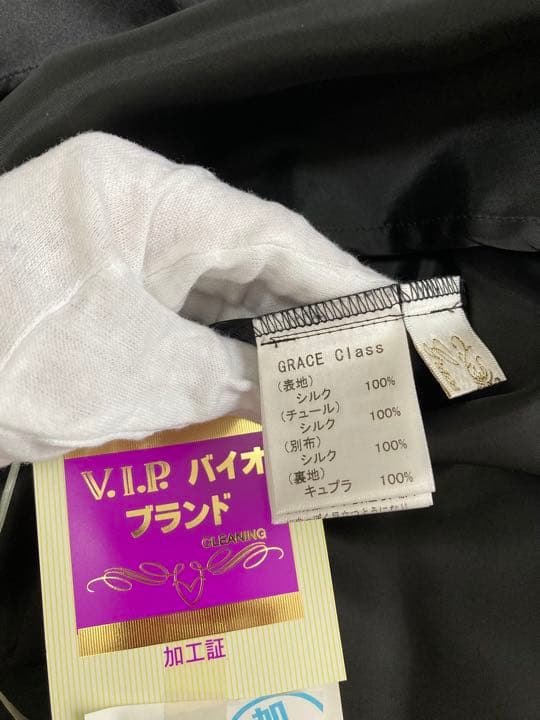 GRACE Class
(表地)
シルク 100%
(チュール)
シルク 100%
(別布)
シルク 100%
(裏地)
キュプラ 100%
V.I.P. バイオ
ブランド
CLEANING
加工証
加